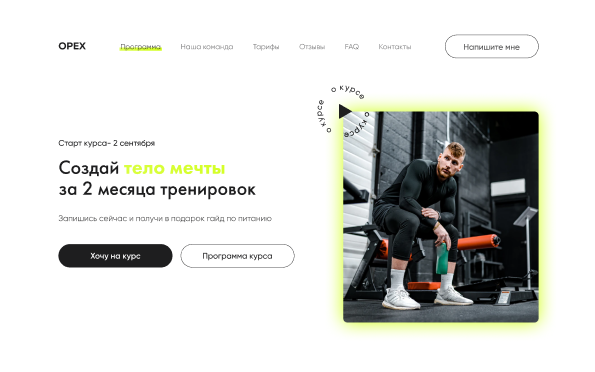 OPEX
Программа
Наша команда
Тарифы
Отзывы
FAQ
Контакты
Напишите мне
о курсе о курсе о курсе
Старт курса- 2 сентября
Создай тело мечты
за 2 месяца тренировок
Запишись сейчас и получи в подарок гайд по питанию
Хочу на курс
Программа курса